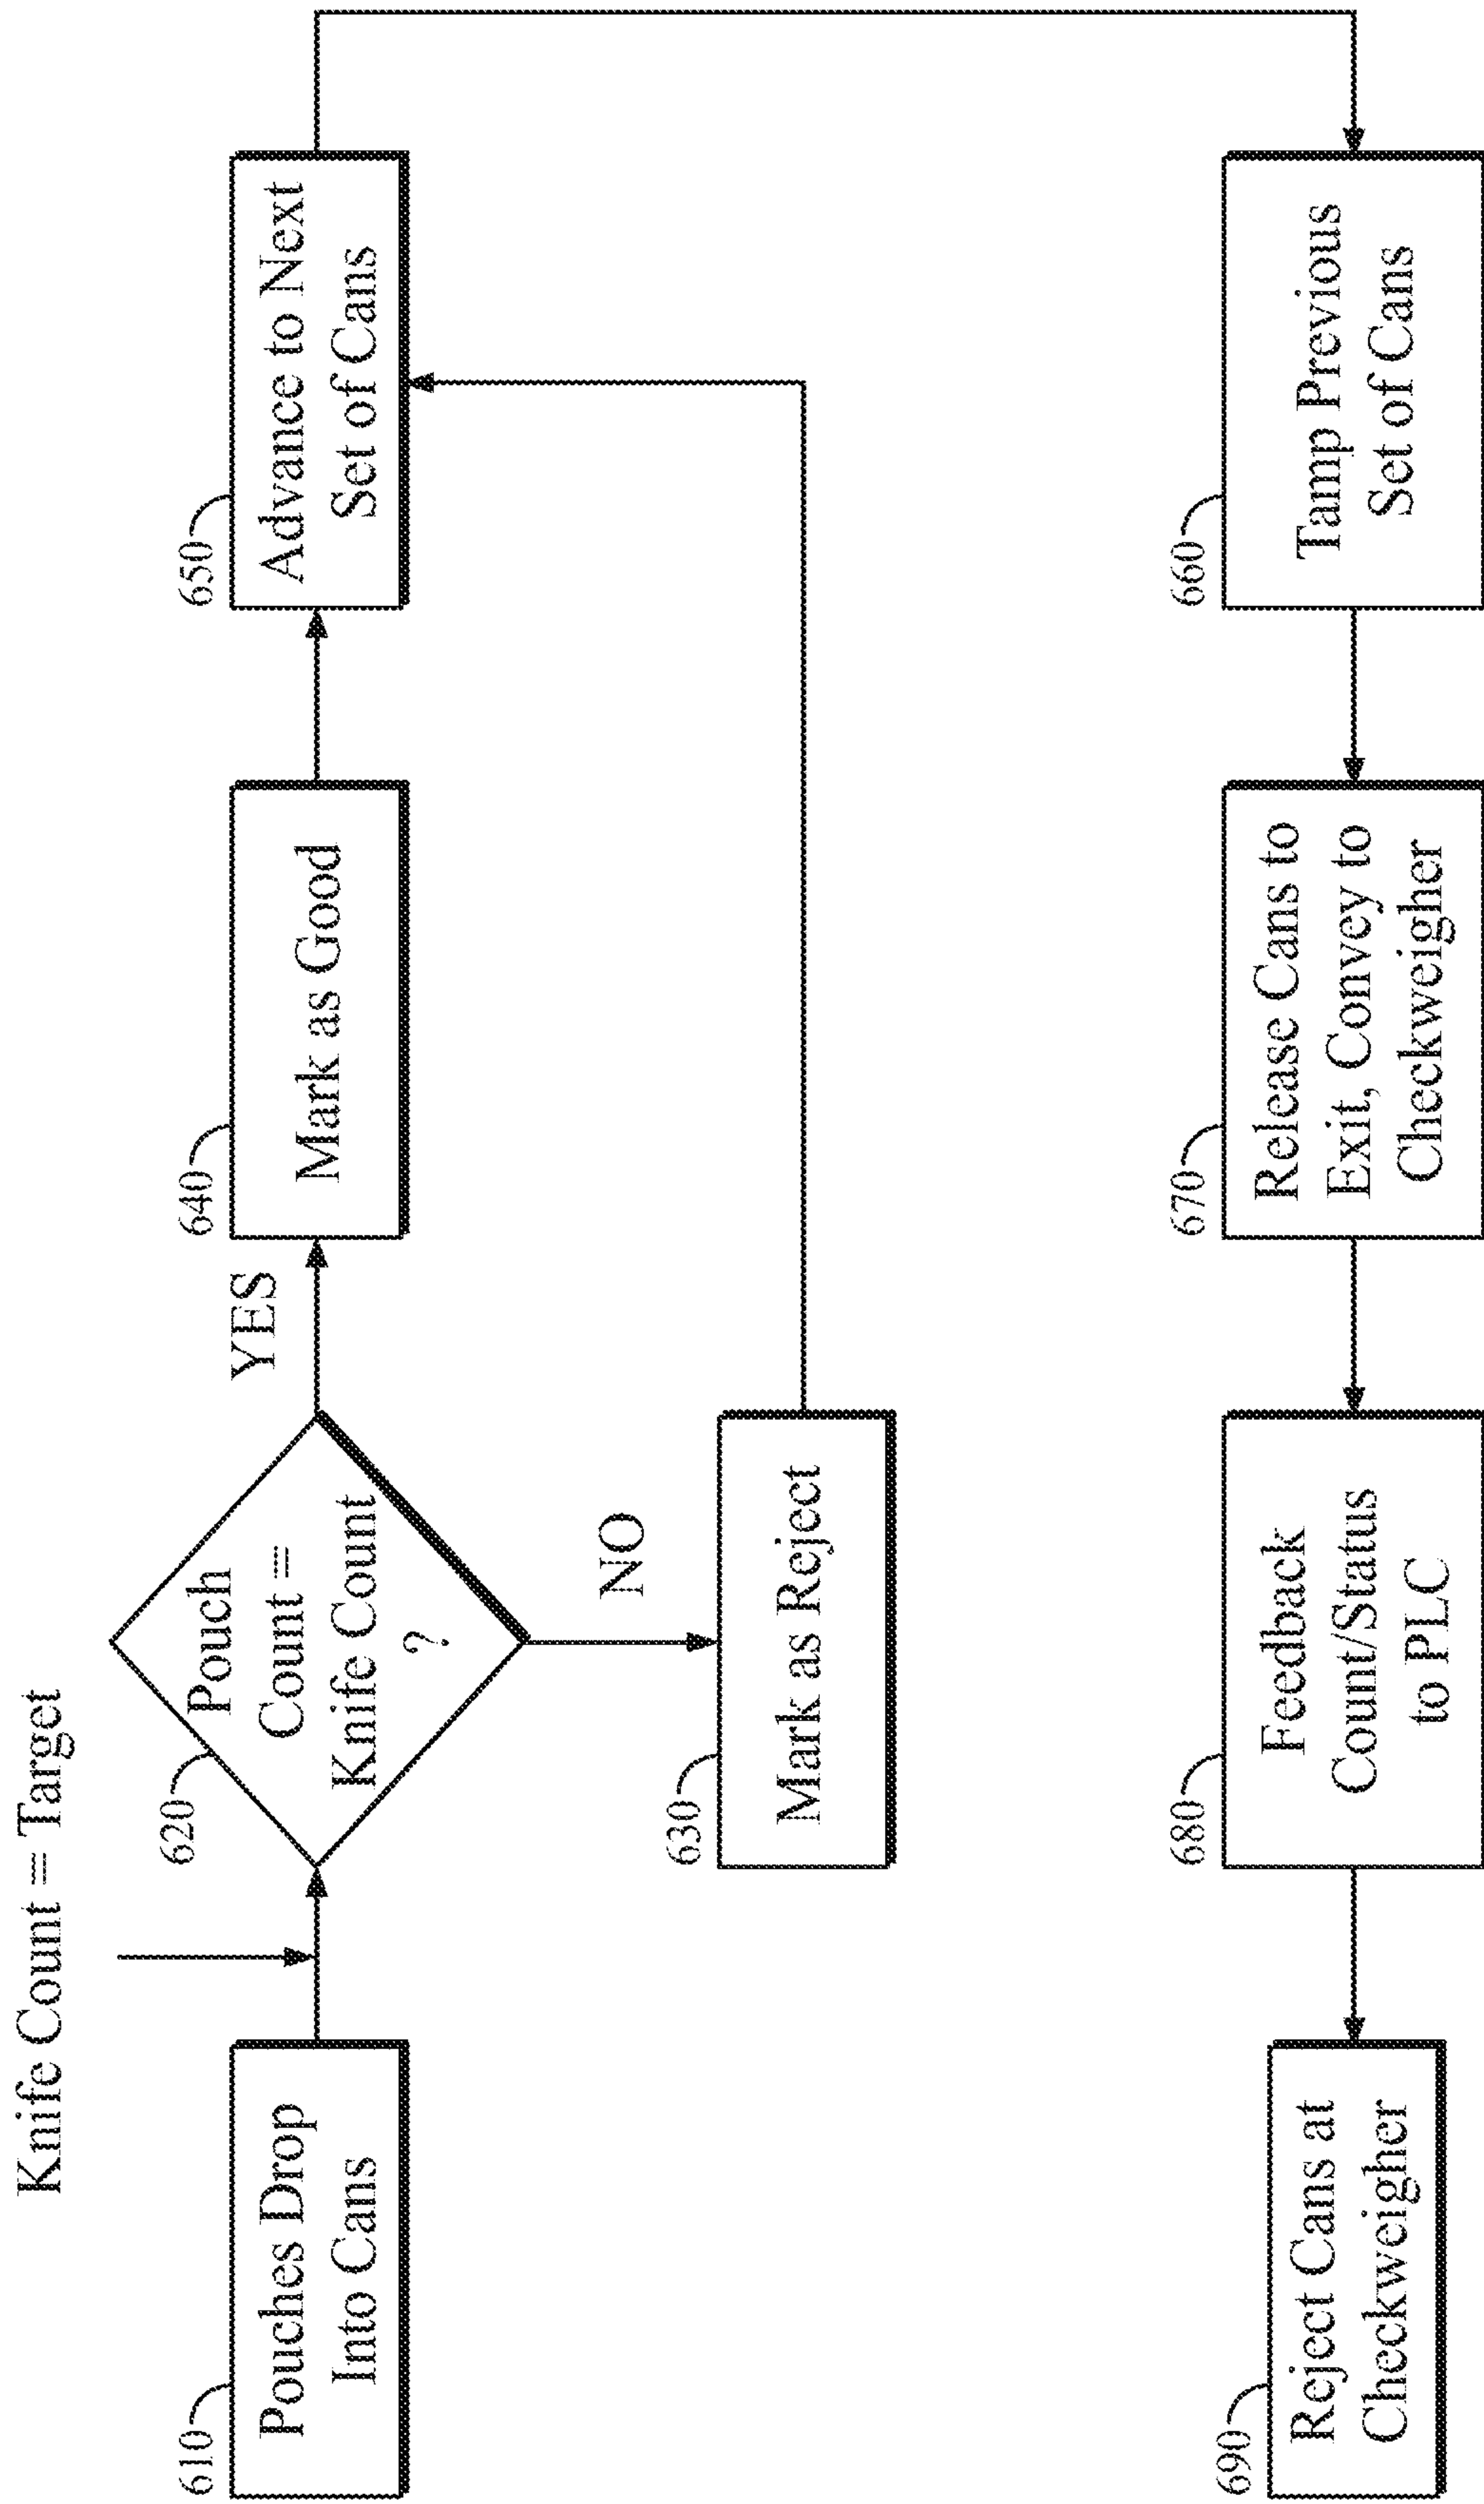 Knife Count = Target
610
Pouches Drop
Into Cans
620
Pouch
Count =
Knife Count
?
YES
NO
630
Mark as Reject
640
Mark as Good
650
Advance to Next
Set of Cans
660
Tamp Previous
Set of Cans
670
Release Cans to
Exit, Convey to
Checkweigher
680
Feedback
Count/Status
to PLC
690
Reject Cans at
Checkweigher